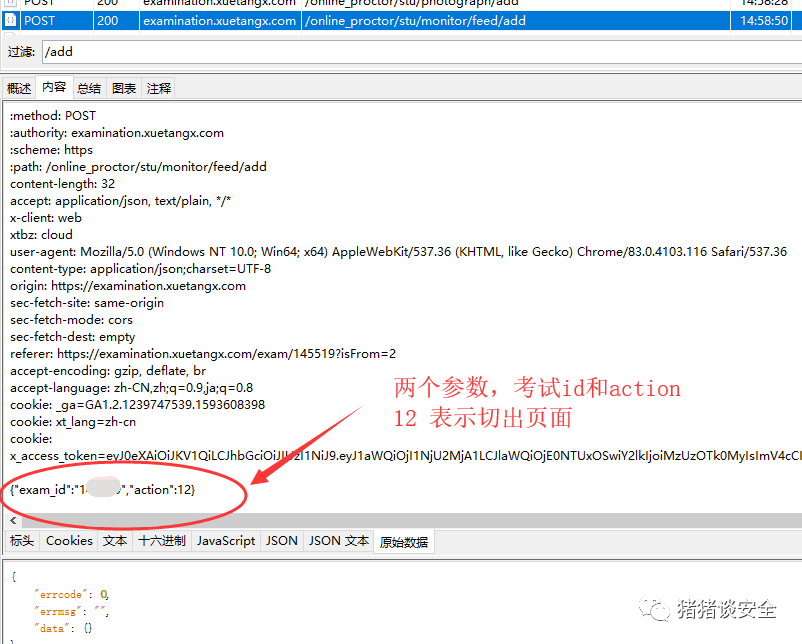 POST 200 examination.xuetangx.com /online_proctor/stu/photograph/add 14:58:28
POST 200 examination.xuetangx.com /online_proctor/stu/monitor/feed/add 14:58:50
过滤: /add
概述 内容 总结 图表 注释
:method: POST
:authority: examination.xuetangx.com
:scheme: https
:path: /online_proctor/stu/monitor/feed/add
content-length: 32
accept: application/json, text/plain, */*
x-client: web
xtbz: cloud
user-agent: Mozilla/5.0 (Windows NT 10.0; Win64; x64) AppleWebKit/537.36 (KHTML, like Gecko) Chrome/83.0.4103.116 Safari/537.36
content-type: application/json;charset=UTF-8
origin: https://examination.xuetangx.com
sec-fetch-site: same-origin
sec-fetch-mode: cors
sec-fetch-dest: empty
referer: https://examination.xuetangx.com/exam/145519?isFrom=2
accept-encoding: gzip, deflate, br
accept-language: zh-CN,zh;q=0.9,ja;q=0.8
两个参数，考试id和action
cookie: _ga=GA1.2.1239747539.1593608398
12 表示切出页面
cookie: xt_lang=zh-cn
cookie:
x_access_token=eyJ0eXAiOiJKV1QiLCJhbGciOiJIUzI1NiJ9.eyJ1aWQiOjI1NjU2MjA1LCJlaWQiOjE0NTUxOSwiY2lkIjoiMzUzOTk0MyIsImV4cCI
{"exam_id":"1","action":12}
标头 Cookies 文本 十六进制 JavaScript JSON JSON 文本 原始数据
{
"errcode": 0,
"errmsg": "",
"data": {}
猪猪谈安全